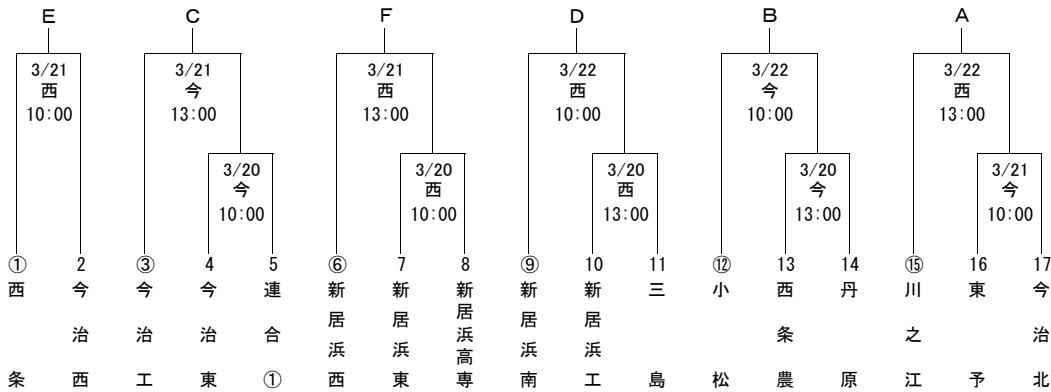 E C F D B A
3/21 3/21 3/21 3/22 3/22 3/22
西 今 西 西 今 西
10:00 13:00 13:00 10:00 10:00 13:00
3/20 3/20 3/20 3/20 3/21
今 西 西 今 今
10:00 10:00 13:00 13:00 10:00
① 2 ③ 4 5 ⑥ 7 8 ⑨ 10 11 ⑫ 13 14 ⑮ 16 17
西条
今治西
今治工
今治東
連合①
新居浜西
新居浜東
新居浜高専
新居浜南
新居浜工
三島
小松
西条農
丹原
川之江
東予
今治北